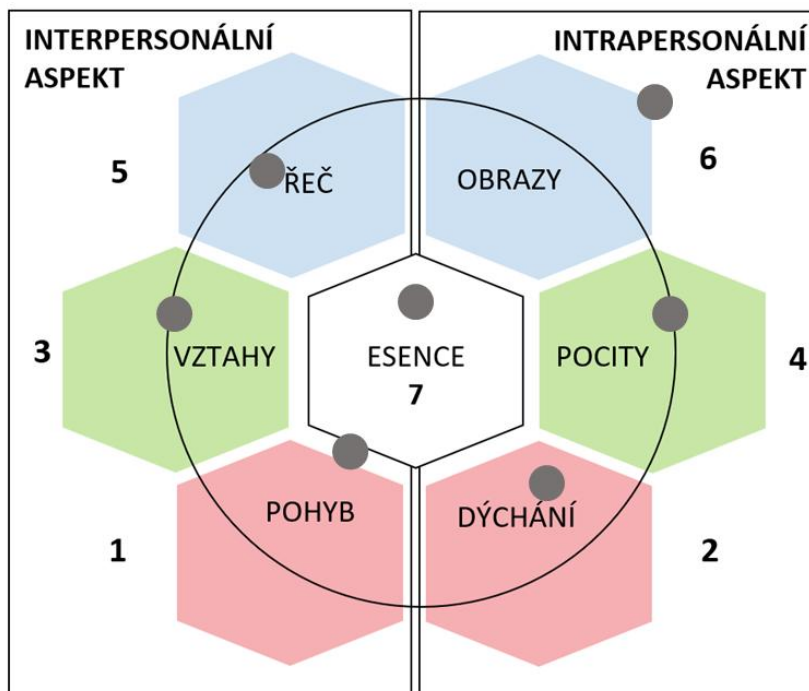 INTERPERSONÁLNÍ
ASPEKT
INTRAPERSONÁLNÍ
ASPEKT
5
ŘEČ
OBRAZY
6
3
VZTAHY
ESENCE
7
POCITY
4
POHYB
DÝCHÁNÍ
1
2